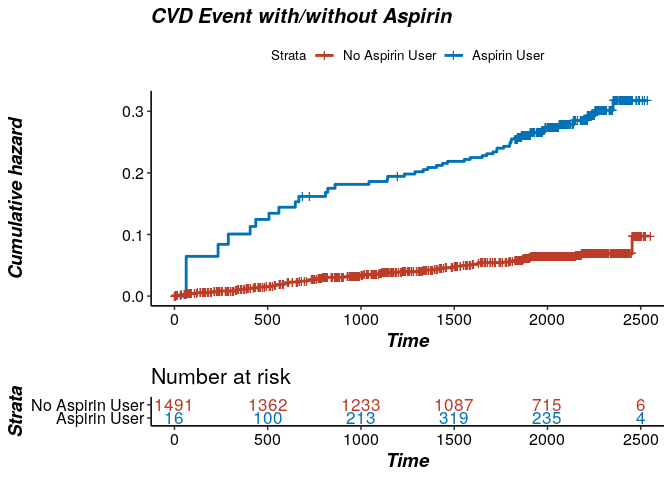 CVD Event with/without Aspirin
Strata No Aspirin User Aspirin User
Cumulative hazard
0.3
0.2
0.1
0.0
0 500 1000 1500 2000 2500
Time
Number at risk
Strata
No Aspirin User 1491 1362 1233 1087 715 6
Aspirin User 16 100 213 319 235 4
0 500 1000 1500 2000 2500
Time